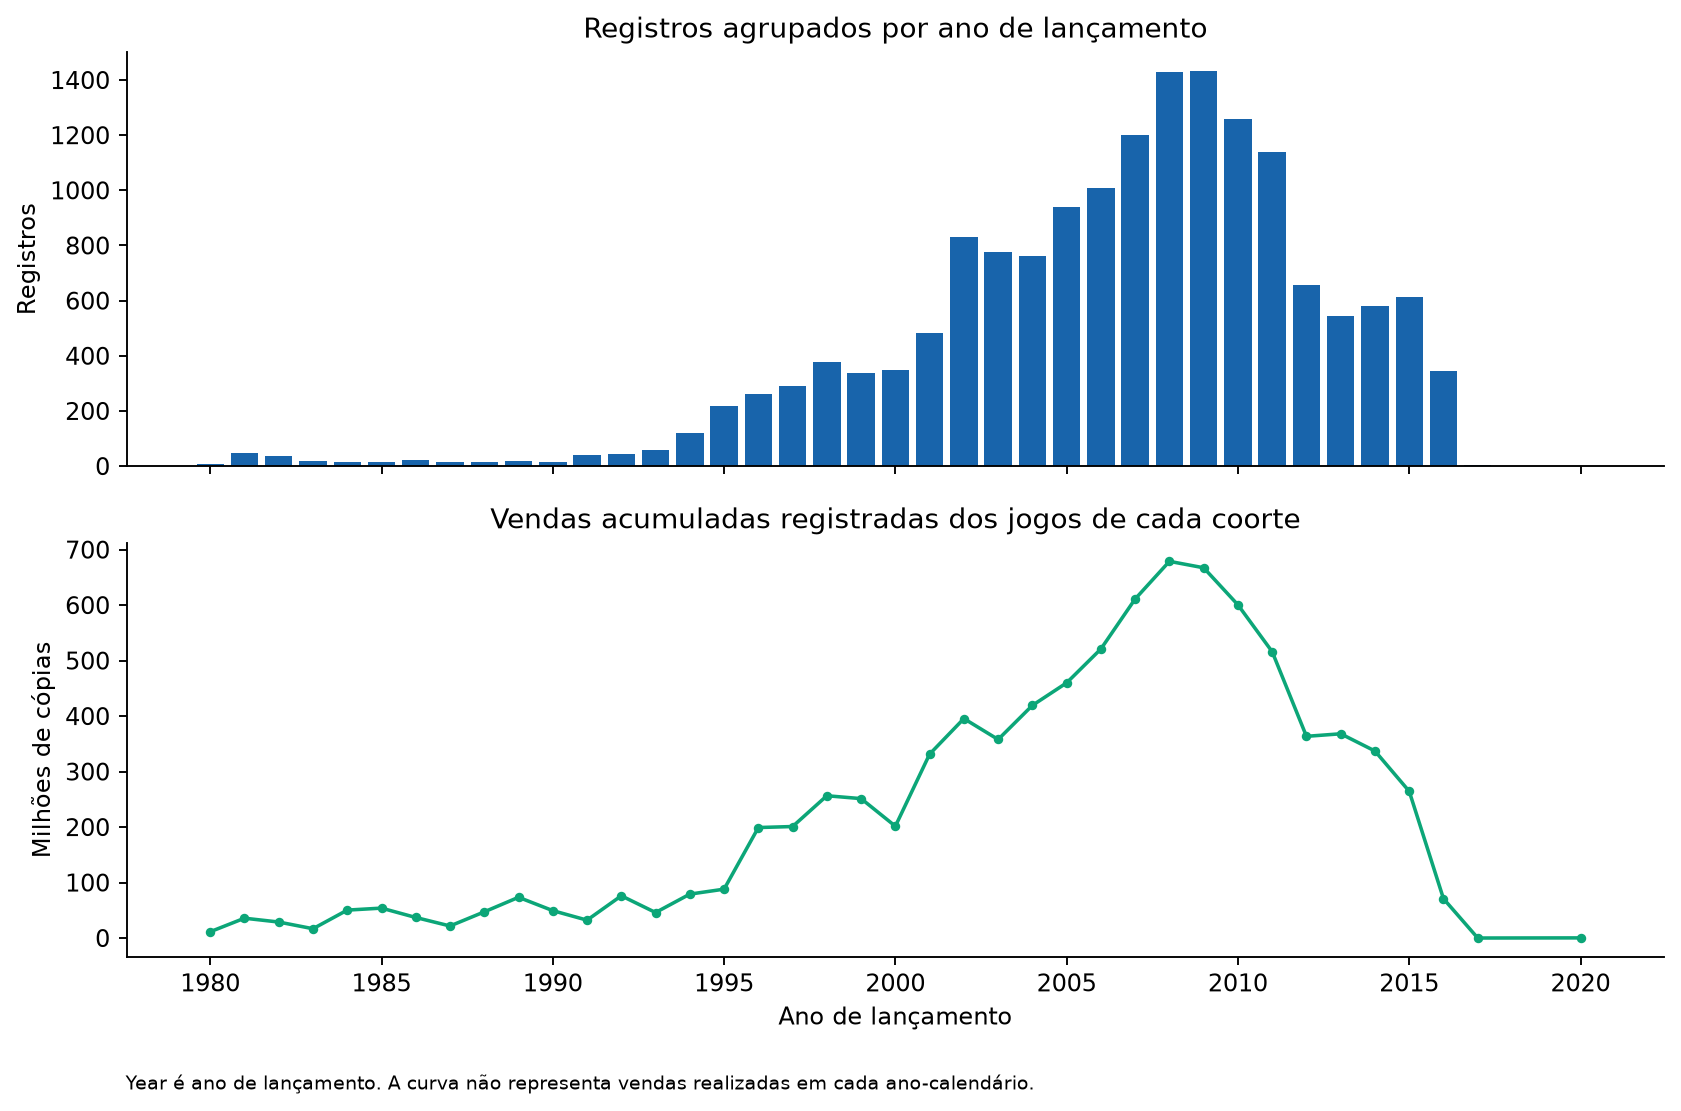 Registros agrupados por ano de lançamento
Registros
1400
1200
1000
800
600
400
200
0
Vendas acumuladas registradas dos jogos de cada coorte
Milhões de cópias
700
600
500
400
300
200
100
0
1980 1985 1990 1995 2000 2005 2010 2015 2020
Ano de lançamento
Year é ano de lançamento. A curva não representa vendas realizadas em cada ano-calendário.